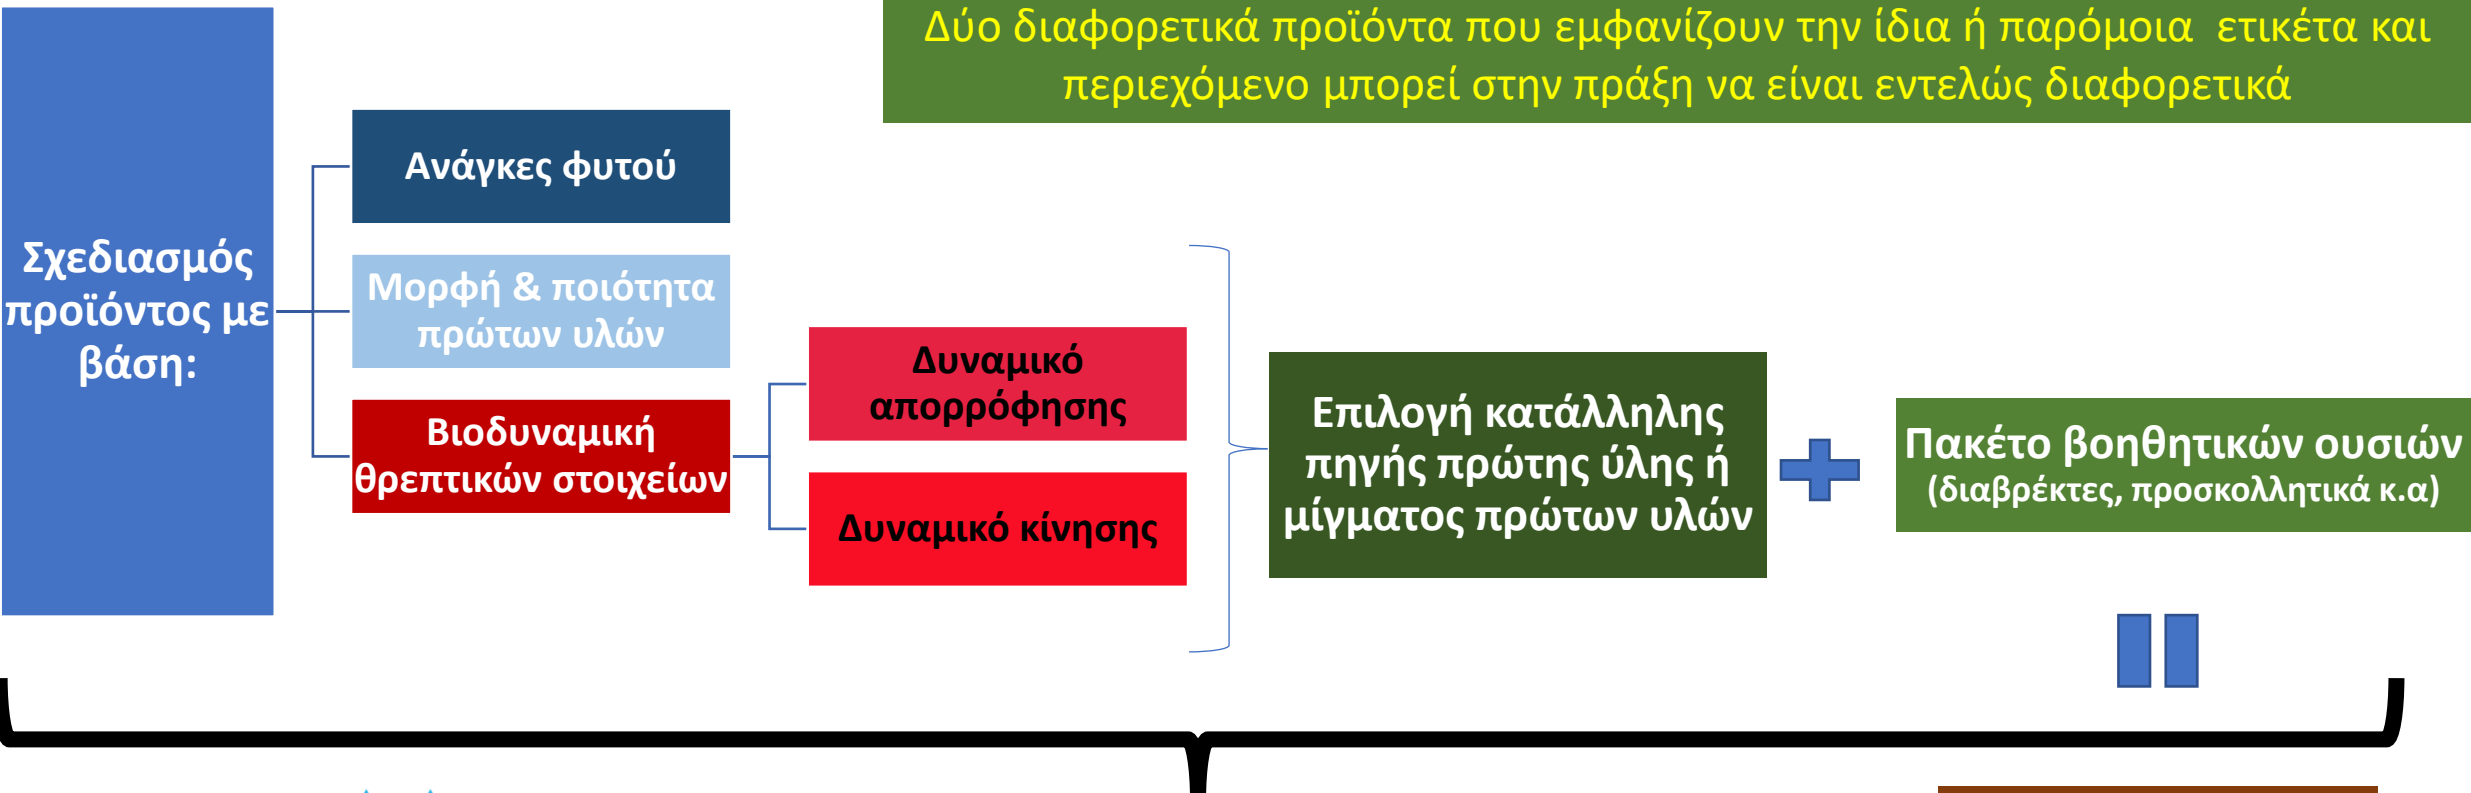 Δύο διαφορετικά προϊόντα που εμφανίζουν την ίδια ή παρόμοια ετικέτα και
περιεχόμενο μπορεί στην πράξη να είναι εντελώς διαφορετικά
Σχεδιασμός
προϊόντος με
βάση:
Ανάγκες φυτού
Μορφή & ποιότητα
πρώτων υλών
Βιοδυναμική
θρεπτικών στοιχείων
Δυναμικό
απορρόφησης
Δυναμικό κίνησης
Επιλογή κατάλληλης
πηγής πρώτης ύλης ή
μίγματος πρώτων υλών
Πακέτο βοηθητικών ουσιών
(διαβρέκτες, προσκολλητικά κ.α)